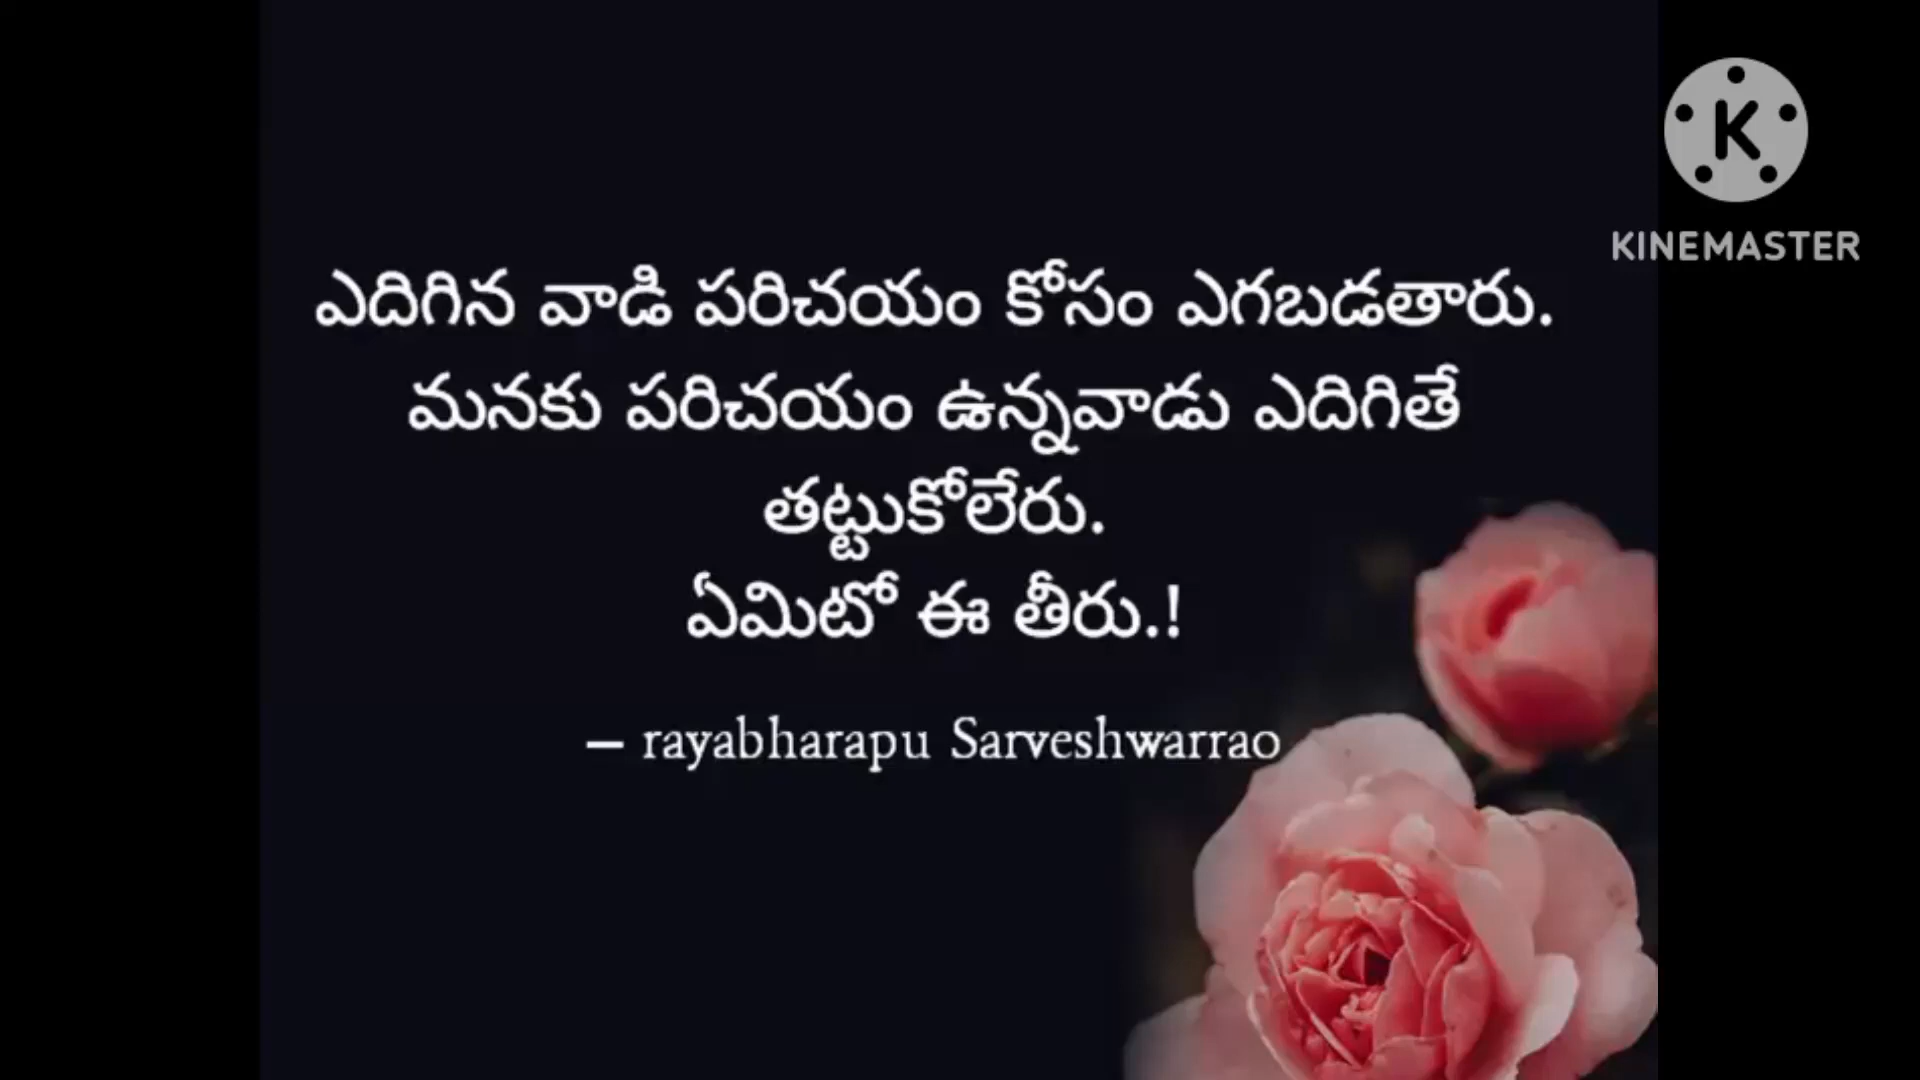 ఎదిగిన వాడి పరిచయం కోసం ఎగబడతారు.
మనకు పరిచయం ఉన్నవాడు ఎదిగితే
తట్టుకోలేరు.
ఏమిటో ఈ తీరు.!
– rayabharapu Sarveshwarrao
K
KINEMASTER